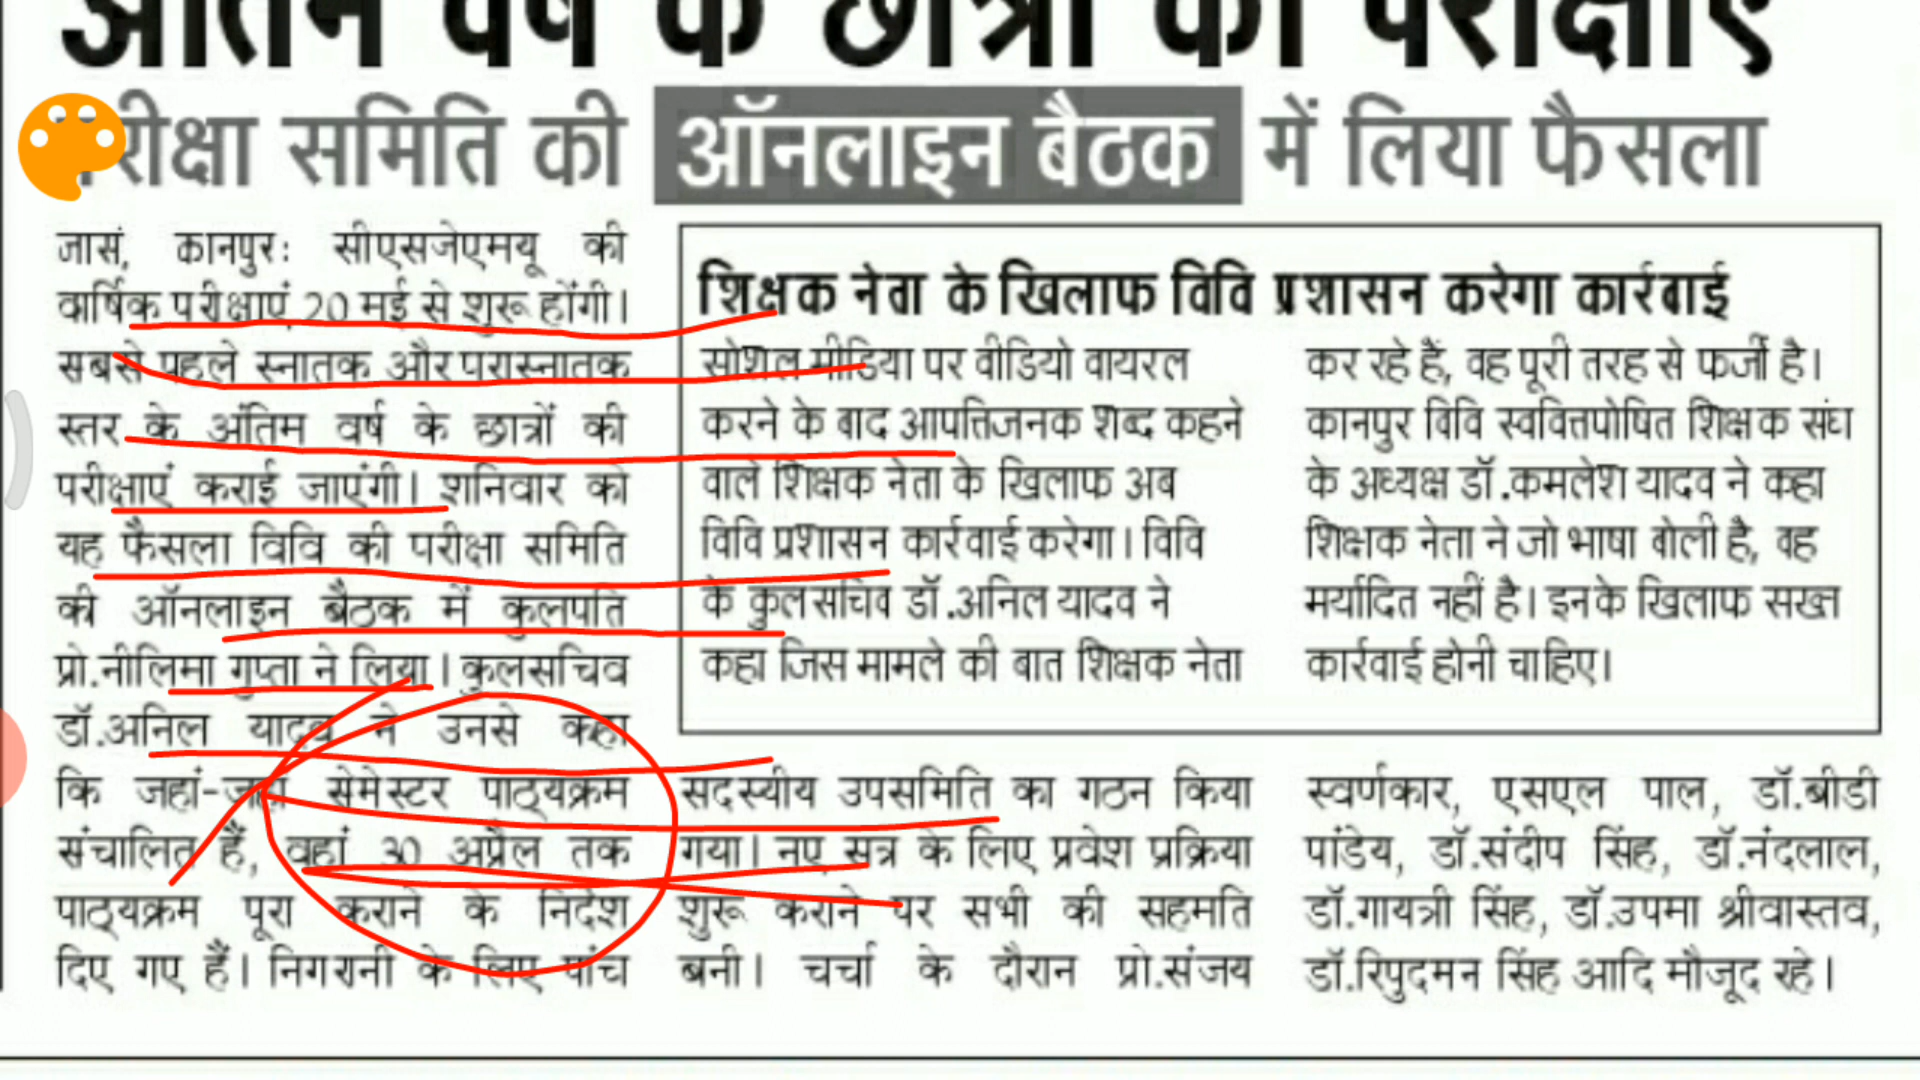 अंतिम वर्ष के छात्रों की परीक्षाएं
परीक्षा समिति की ऑनलाइन बैठक में लिया फैसला
जासं, कानपुरः सीएसजेएमयू की
वार्षिक परीक्षाएं 20 मई से शुरू होंगी।
सबसे पहले स्नातक और परास्नातक
स्तर के अंतिम वर्ष के छात्रों की
परीक्षाएं कराई जाएंगी। शनिवार को
यह फैसला विवि की परीक्षा समिति
की ऑनलाइन बैठक में कुलपति
प्रो.नीलिमा गुप्ता ने लिया। कुलसचिव
डॉ.अनिल यादव ने उनसे कहा
कि जहां-जहां सेमेस्टर पाठ्यक्रम
संचालित हैं, वहां 30 अप्रैल तक
पाठ्यक्रम पूरा कराने के निर्देश
दिए गए हैं। निगरानी के लिए पांच
सदस्यीय उपसमिति का गठन किया
गया। नए सत्र के लिए प्रवेश प्रक्रिया
शुरू कराने पर सभी की सहमति
बनी। चर्चा के दौरान प्रो.संजय
स्वर्णकार, एसएल पाल, डॉ.बीडी
पांडेय, डॉ.संदीप सिंह, डॉ.नंदलाल,
डॉ.गायत्री सिंह, डॉ.उपमा श्रीवास्तव,
डॉ.रिपुदमन सिंह आदि मौजूद रहे।
शिक्षक नेता के खिलाफ विवि प्रशासन करेगा कार्रवाई
सोशल मीडिया पर वीडियो वायरल
करने के बाद आपत्तिजनक शब्द कहने
वाले शिक्षक नेता के खिलाफ अब
विवि प्रशासन कार्रवाई करेगा। विवि
के कुलसचिव डॉ.अनिल यादव ने
कहा जिस मामले की बात शिक्षक नेता
कर रहे हैं, वह पूरी तरह से फर्जी है।
कानपुर विवि स्ववित्तपोषित शिक्षक संघ
के अध्यक्ष डॉ.कमलेश यादव ने कहा
शिक्षक नेता ने जो भाषा बोली है, वह
मर्यादित नहीं है। इनके खिलाफ सख्त
कार्रवाई होनी चाहिए।